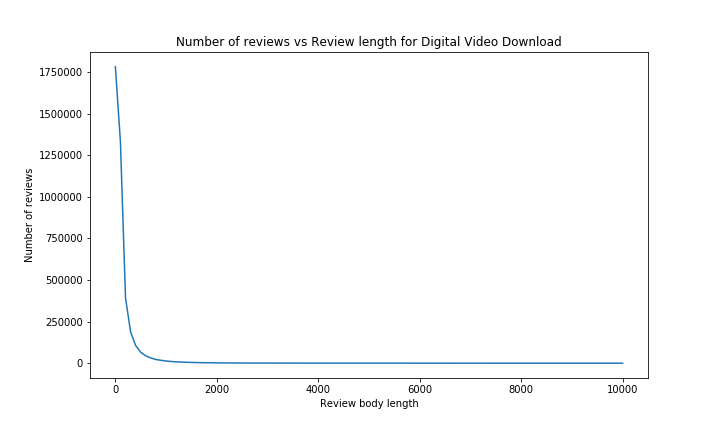 Number of reviews vs Review length for Digital Video Download
1750000
1500000
1250000
1000000
750000
500000
250000
0
Number of reviews
0 2000 4000 6000 8000 10000
Review body length